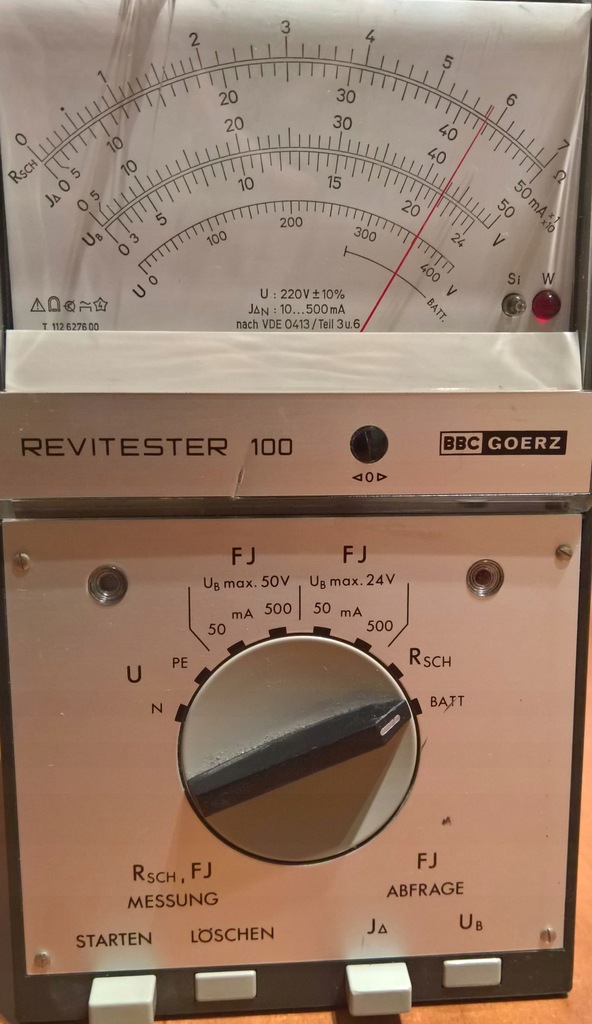 0 1 2 3 4 5 6 7
RSCH Ω
0 5 10 20 30 40 50 mA x1 x10
JΔ
0 5 10 20 30 40 50
UB V
0 3 5 10 15 20 24
0 100 200 300 400
U V
BATT.
Si W
U : 220V ± 10%
JΔN : 10...500mA
nach VDE 0413 / Teil 3 u. 6
T 112 6276 00
REVITESTER 100
BBC GOERZ
◁0▷
FJ FJ
UB max. 50V UB max. 24V
50 mA 500 50 mA 500
U PE RSCH
N BATT
RSCH, FJ
MESSUNG
FJ
ABFRAGE
STARTEN LÖSCHEN JΔ UB